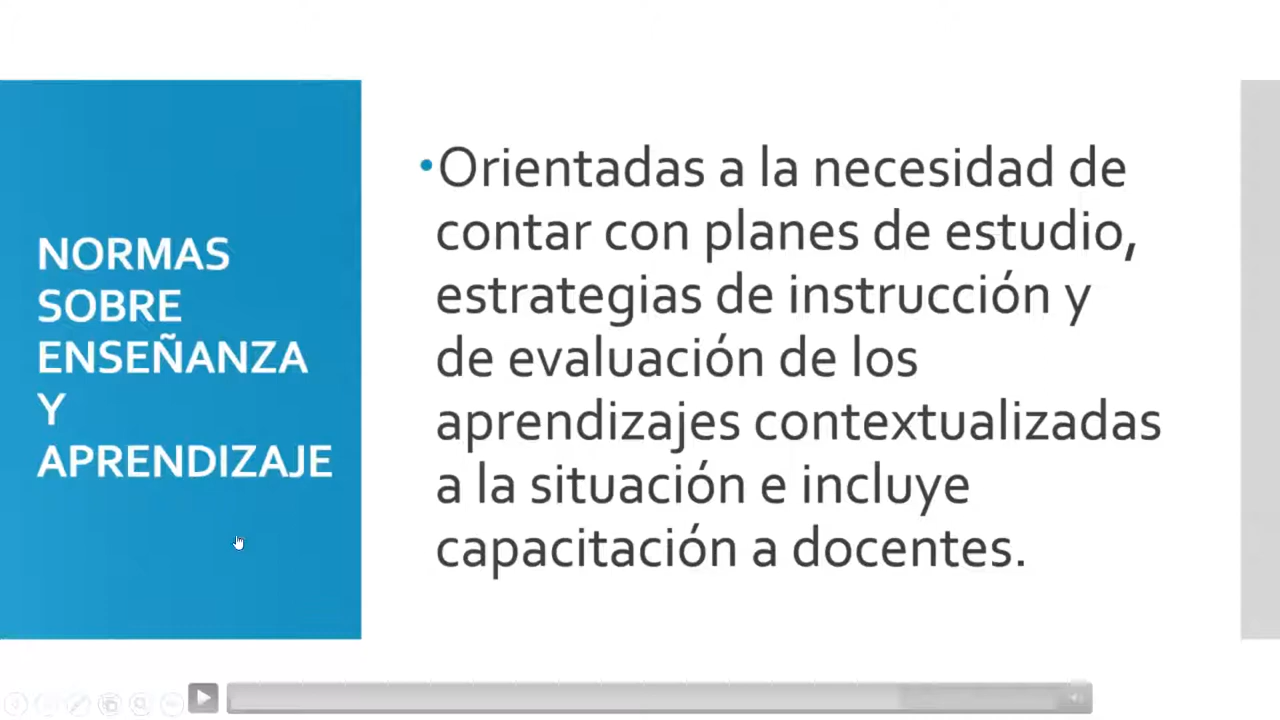 NORMAS
SOBRE
ENSEÑANZA
Y
APRENDIZAJE
•Orientadas a la necesidad de
contar con planes de estudio,
estrategias de instrucción y
de evaluación de los
aprendizajes contextualizadas
a la situación e incluye
capacitación a docentes.